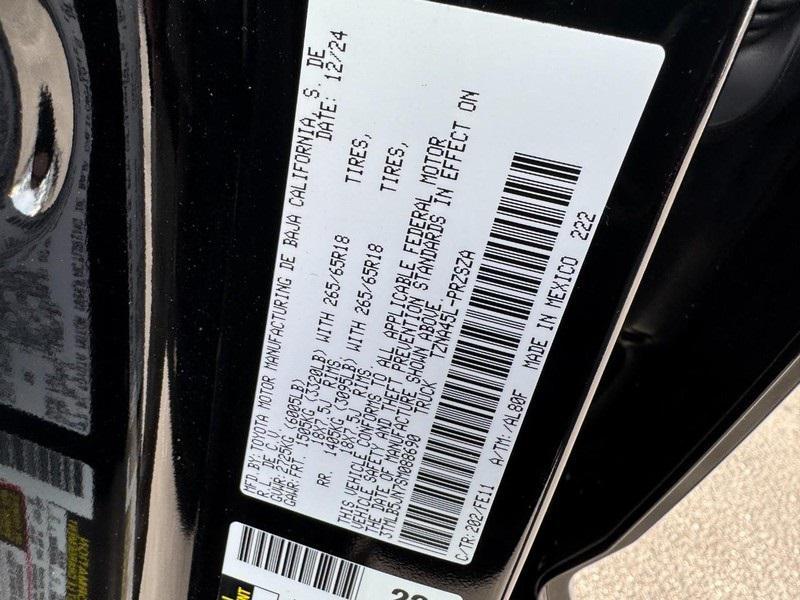 MFD.BY: TOYOTA MOTOR MANUFACTURING DE BAJA CALIFORNIA, S. DE
R.L. DE C.V. DATE: 12/24
GVWR: 2725KG (6005LB)
GAWR: FRT. 1505KG (3320LB) WITH 265/65R18 TIRES,
18X7.5J RIMS,
RR. 1405KG (3095LB) WITH 265/65R18 TIRES,
18X7.5J RIMS.
THIS VEHICLE CONFORMS TO ALL APPLICABLE FEDERAL MOTOR
VEHICLE SAFETY AND THEFT PREVENTION STANDARDS IN EFFECT ON
THE DATE OF MANUFACTURE SHOWN ABOVE.
TRUCK TZNA45L-PRZSZA
C/TR: 202/FE11 A/TM: /AL80F MADE IN MEXICO 222